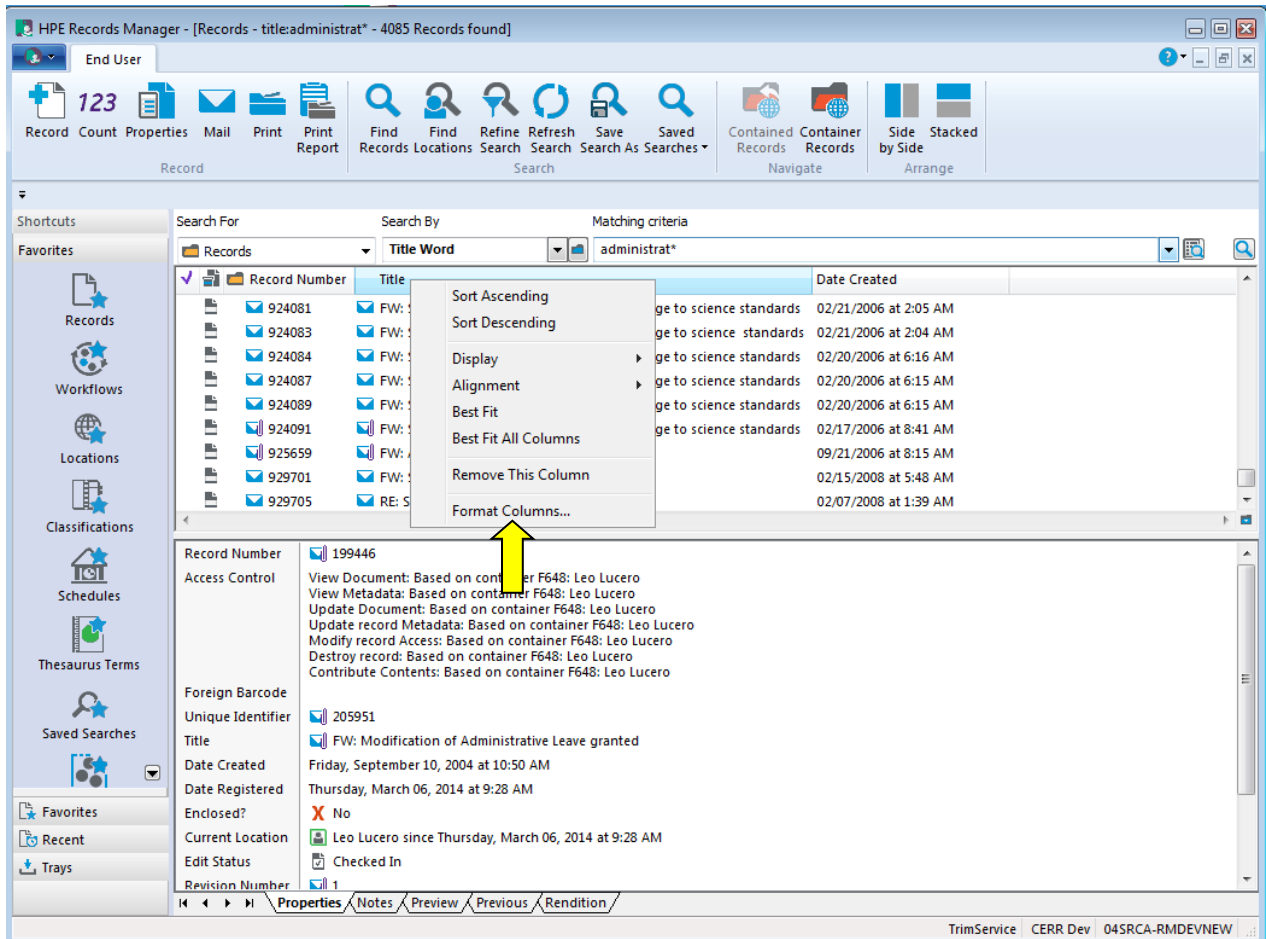 HPE Records Manager - [Records - title:administrat* - 4085 Records found]
End User
123
Record Count Properties Mail Print Print Report Find Records Find Locations Refine Search Refresh Search Save Search As Saved Searches Contained Records Container Records Side by Side Stacked
Record Search Navigate Arrange
Shortcuts
Favorites
Records
Workflows
Locations
Classifications
Schedules
Thesaurus Terms
Saved Searches
Favorites
Recent
Trays
Search For Search By Matching criteria
Records Title Word administrat*
Record Number Title Date Created
924081 FW: ge to science standards 02/21/2006 at 2:05 AM
924083 FW: ge to science standards 02/21/2006 at 2:04 AM
924084 FW: ge to science standards 02/20/2006 at 6:16 AM
924087 FW: ge to science standards 02/20/2006 at 6:15 AM
924089 FW: ge to science standards 02/20/2006 at 6:15 AM
924091 FW: ge to science standards 02/17/2006 at 8:41 AM
925659 FW: 09/21/2006 at 8:15 AM
929701 FW: 02/15/2008 at 5:48 AM
929705 RE: S 02/07/2008 at 1:39 AM
Sort Ascending
Sort Descending
Display
Alignment
Best Fit
Best Fit All Columns
Remove This Column
Format Columns...
Record Number 199446
Access Control View Document: Based on container F648: Leo Lucero
View Metadata: Based on container F648: Leo Lucero
Update Document: Based on container F648: Leo Lucero
Update record Metadata: Based on container F648: Leo Lucero
Modify record Access: Based on container F648: Leo Lucero
Destroy record: Based on container F648: Leo Lucero
Contribute Contents: Based on container F648: Leo Lucero
Foreign Barcode
Unique Identifier 205951
Title FW: Modification of Administrative Leave granted
Date Created Friday, September 10, 2004 at 10:50 AM
Date Registered Thursday, March 06, 2014 at 9:28 AM
Enclosed? No
Current Location Leo Lucero since Thursday, March 06, 2014 at 9:28 AM
Edit Status Checked In
Revision Number 1
Properties Notes Preview Previous Rendition
TrimService CERR Dev 04SRCA-RMDEVNEW